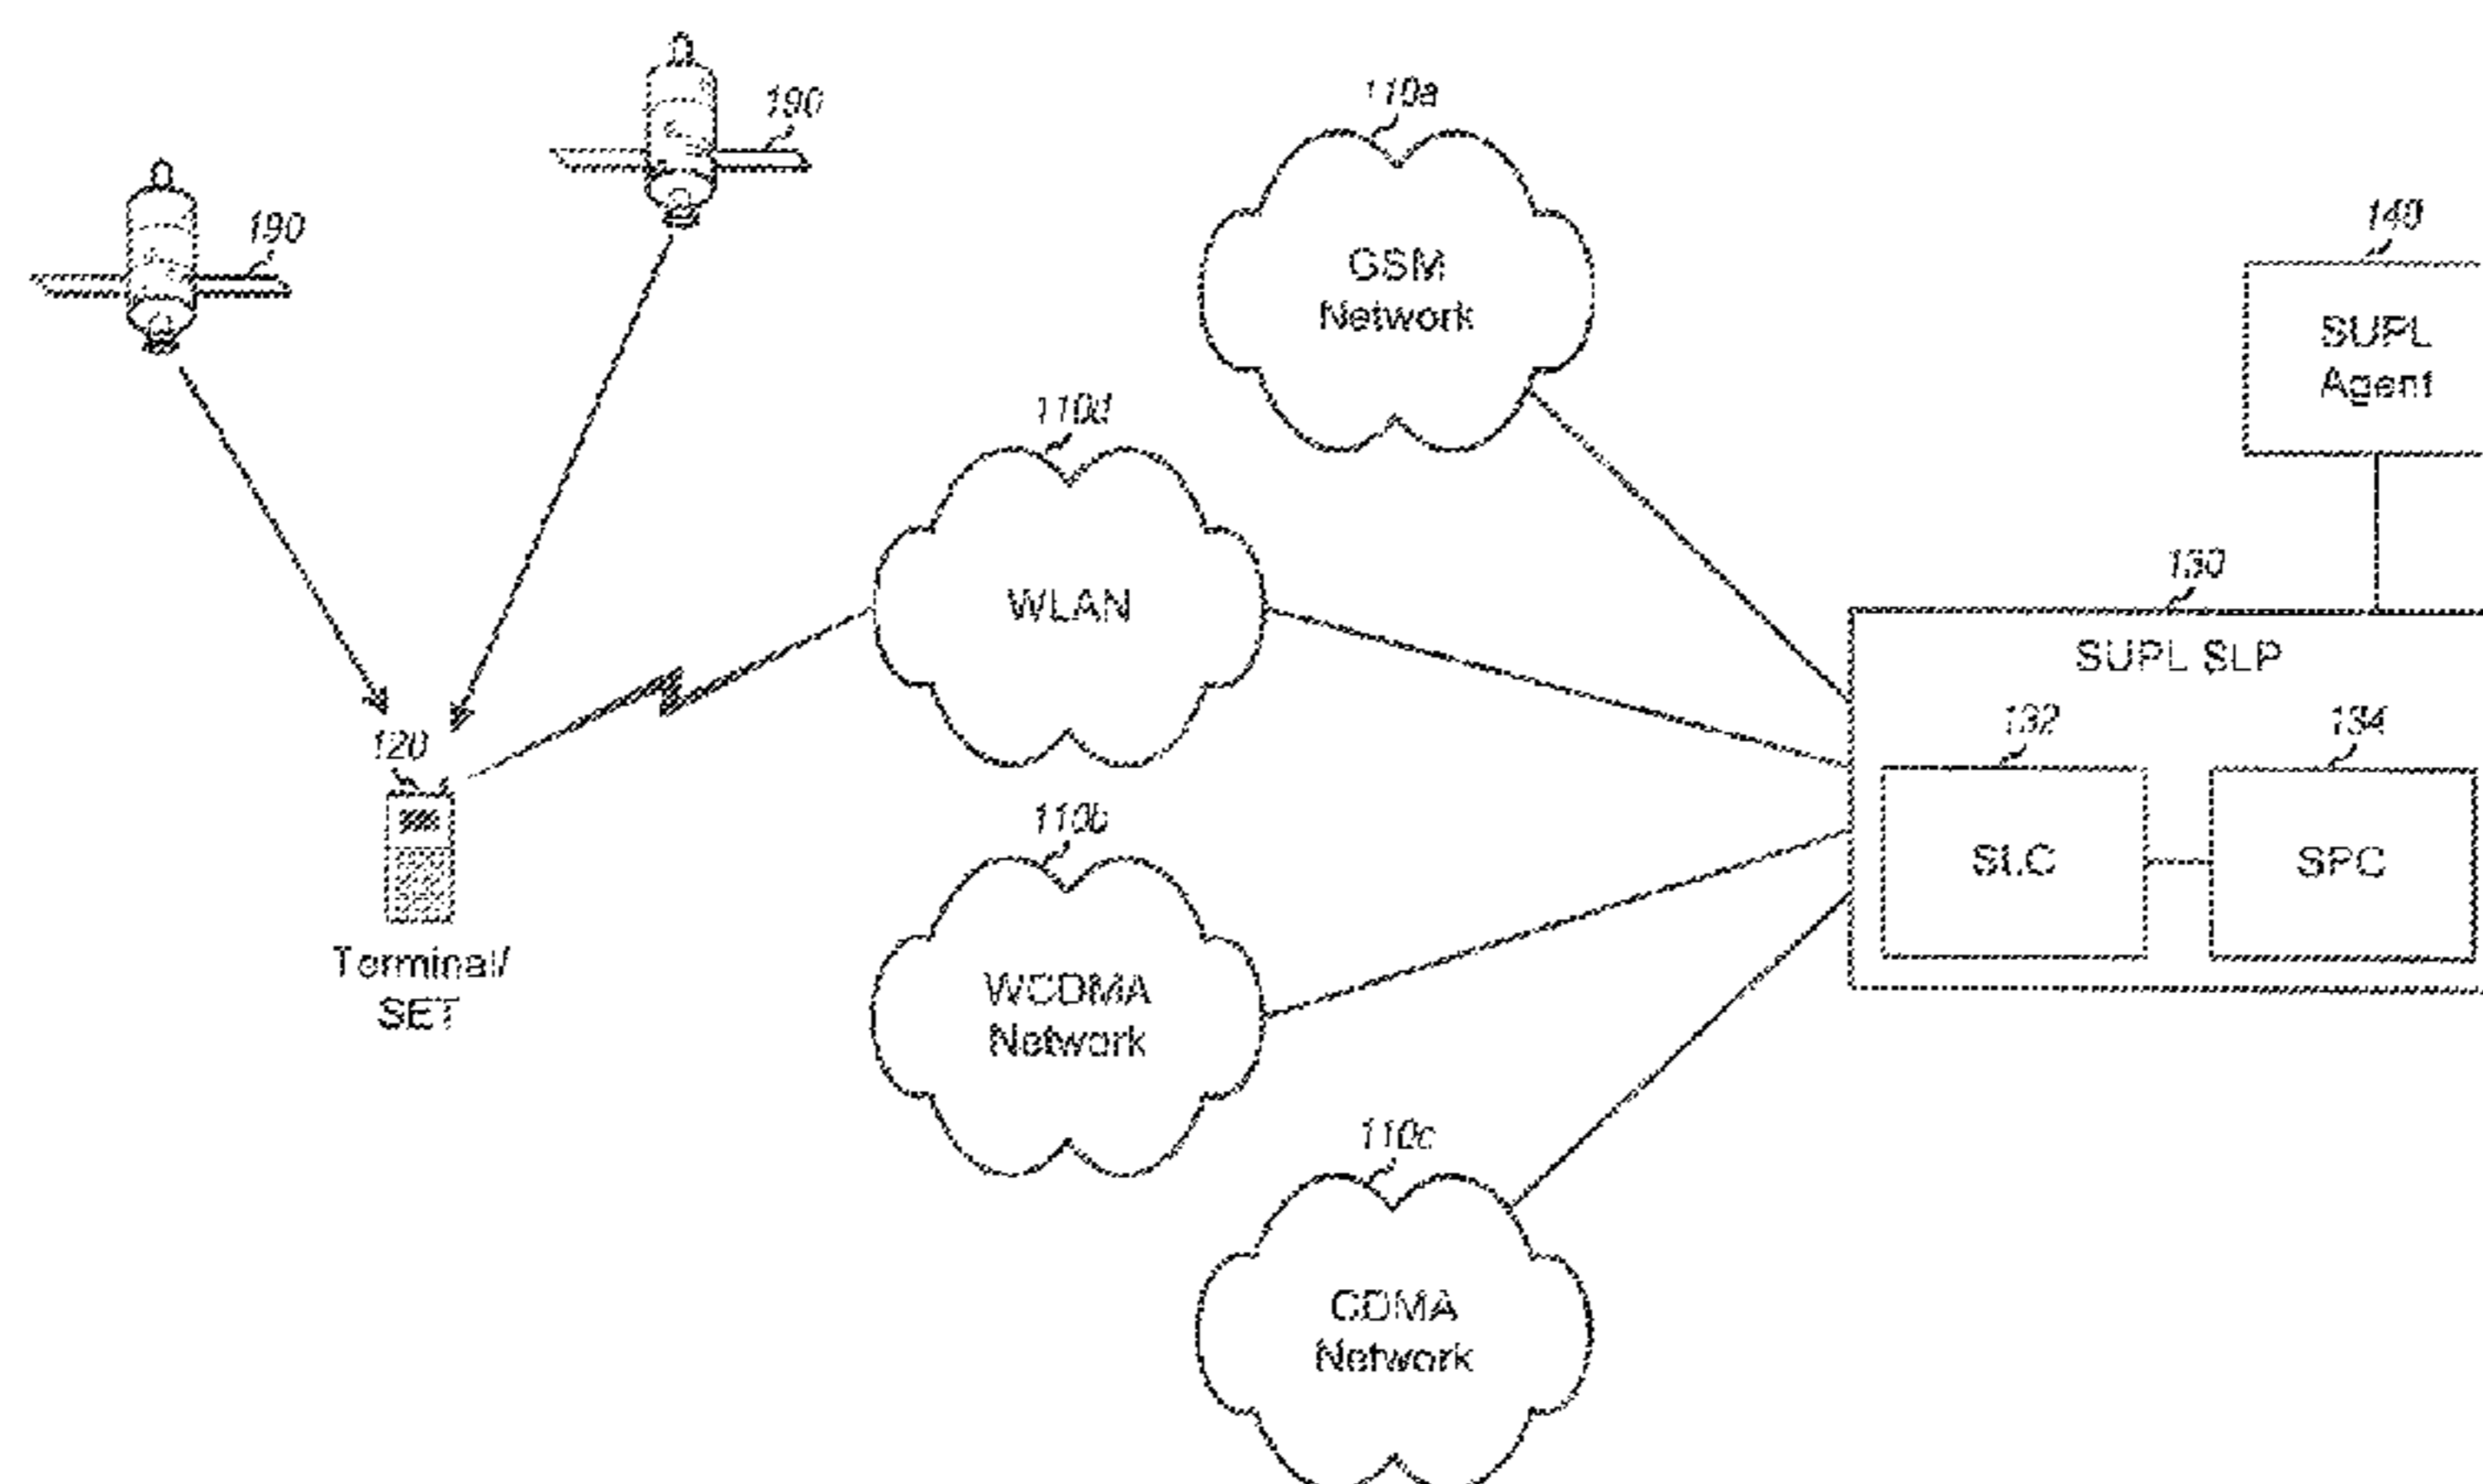 190
190
110a
GSM
Network
140
SUPL
Agent
110d
WLAN
130
SUPL SLP
132
134
SLC
SPC
120
Terminal/
SET
110b
WCDMA
Network
110c
CDMA
Network